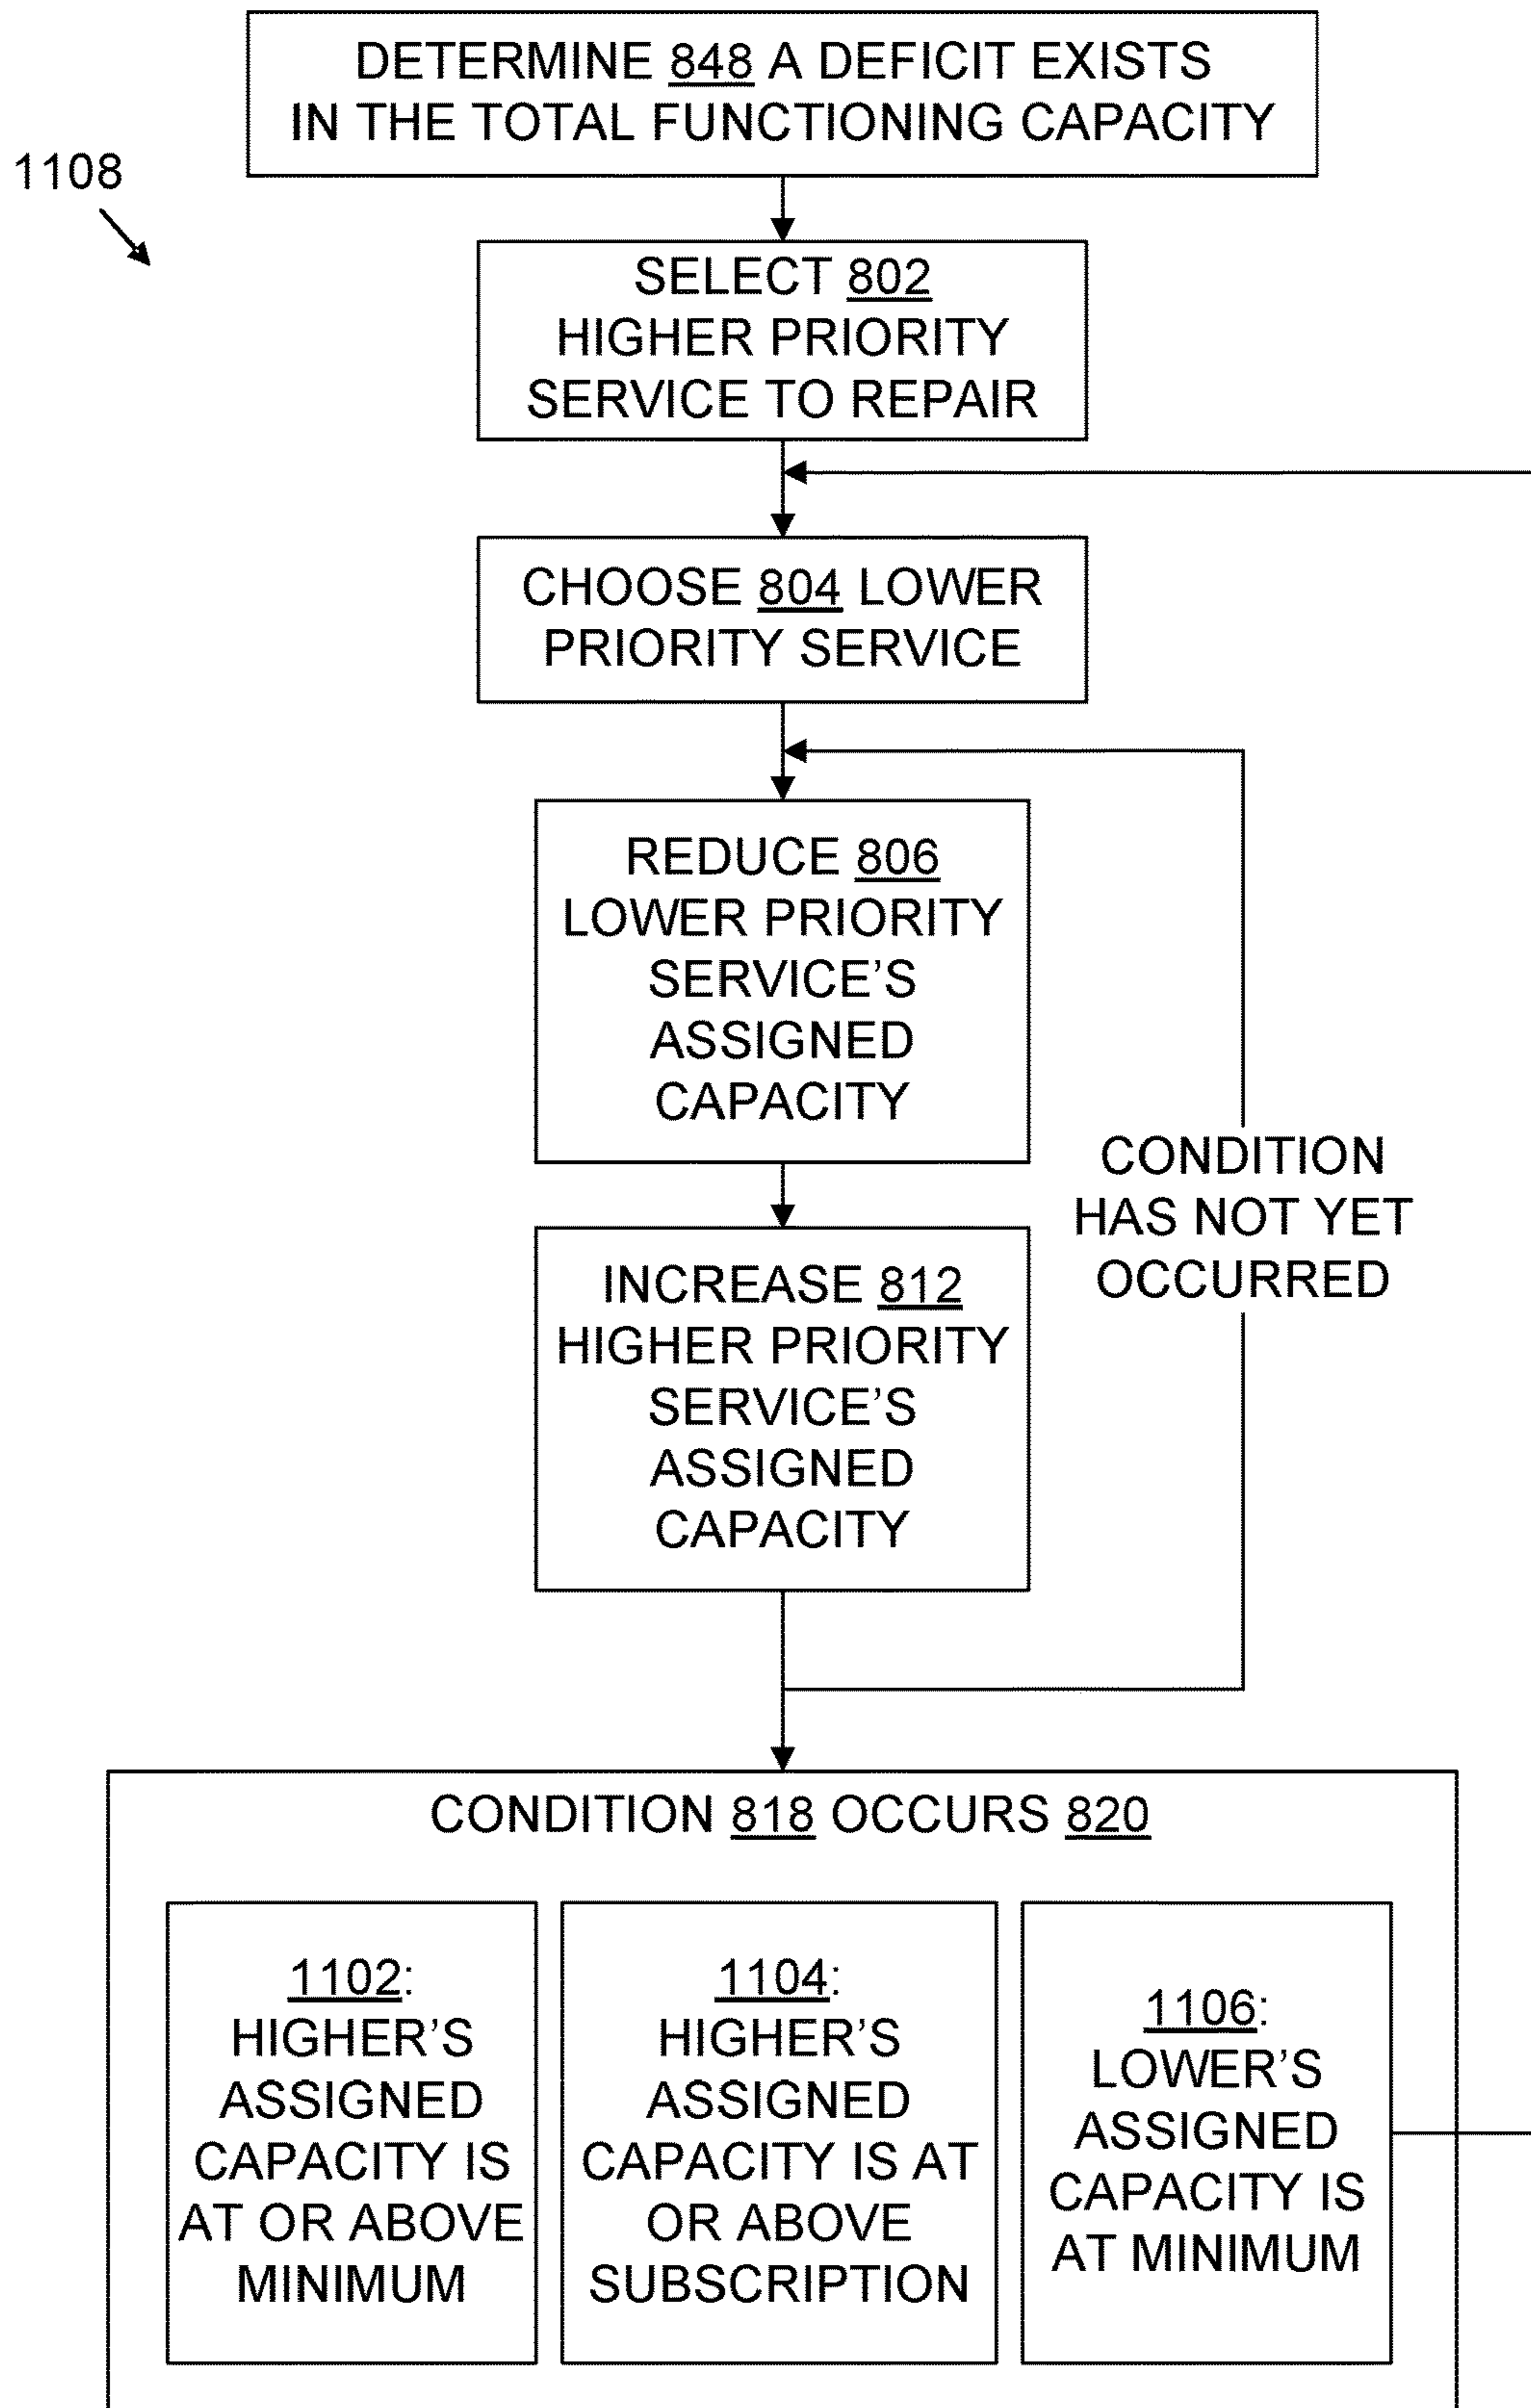 DETERMINE 848 A DEFICIT EXISTS
IN THE TOTAL FUNCTIONING CAPACITY
1108
SELECT 802
HIGHER PRIORITY
SERVICE TO REPAIR
CHOOSE 804 LOWER
PRIORITY SERVICE
REDUCE 806
LOWER PRIORITY
SERVICE’S
ASSIGNED
CAPACITY
CONDITION
HAS NOT YET
OCCURRED
INCREASE 812
HIGHER PRIORITY
SERVICE’S
ASSIGNED
CAPACITY
CONDITION 818 OCCURS 820
1102:
HIGHER’S
ASSIGNED
CAPACITY IS
AT OR ABOVE
MINIMUM
1104:
HIGHER’S
ASSIGNED
CAPACITY IS AT
OR ABOVE
SUBSCRIPTION
1106:
LOWER’S
ASSIGNED
CAPACITY IS
AT MINIMUM